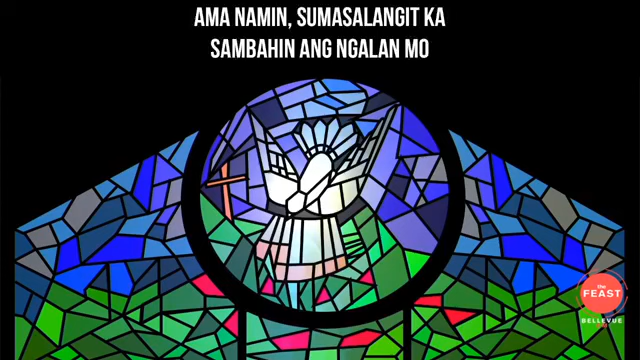 AMA NAMIN, SUMASALANGIT KA
SAMBAHIN ANG NGALAN MO
the
FEAST
BELLEVUE